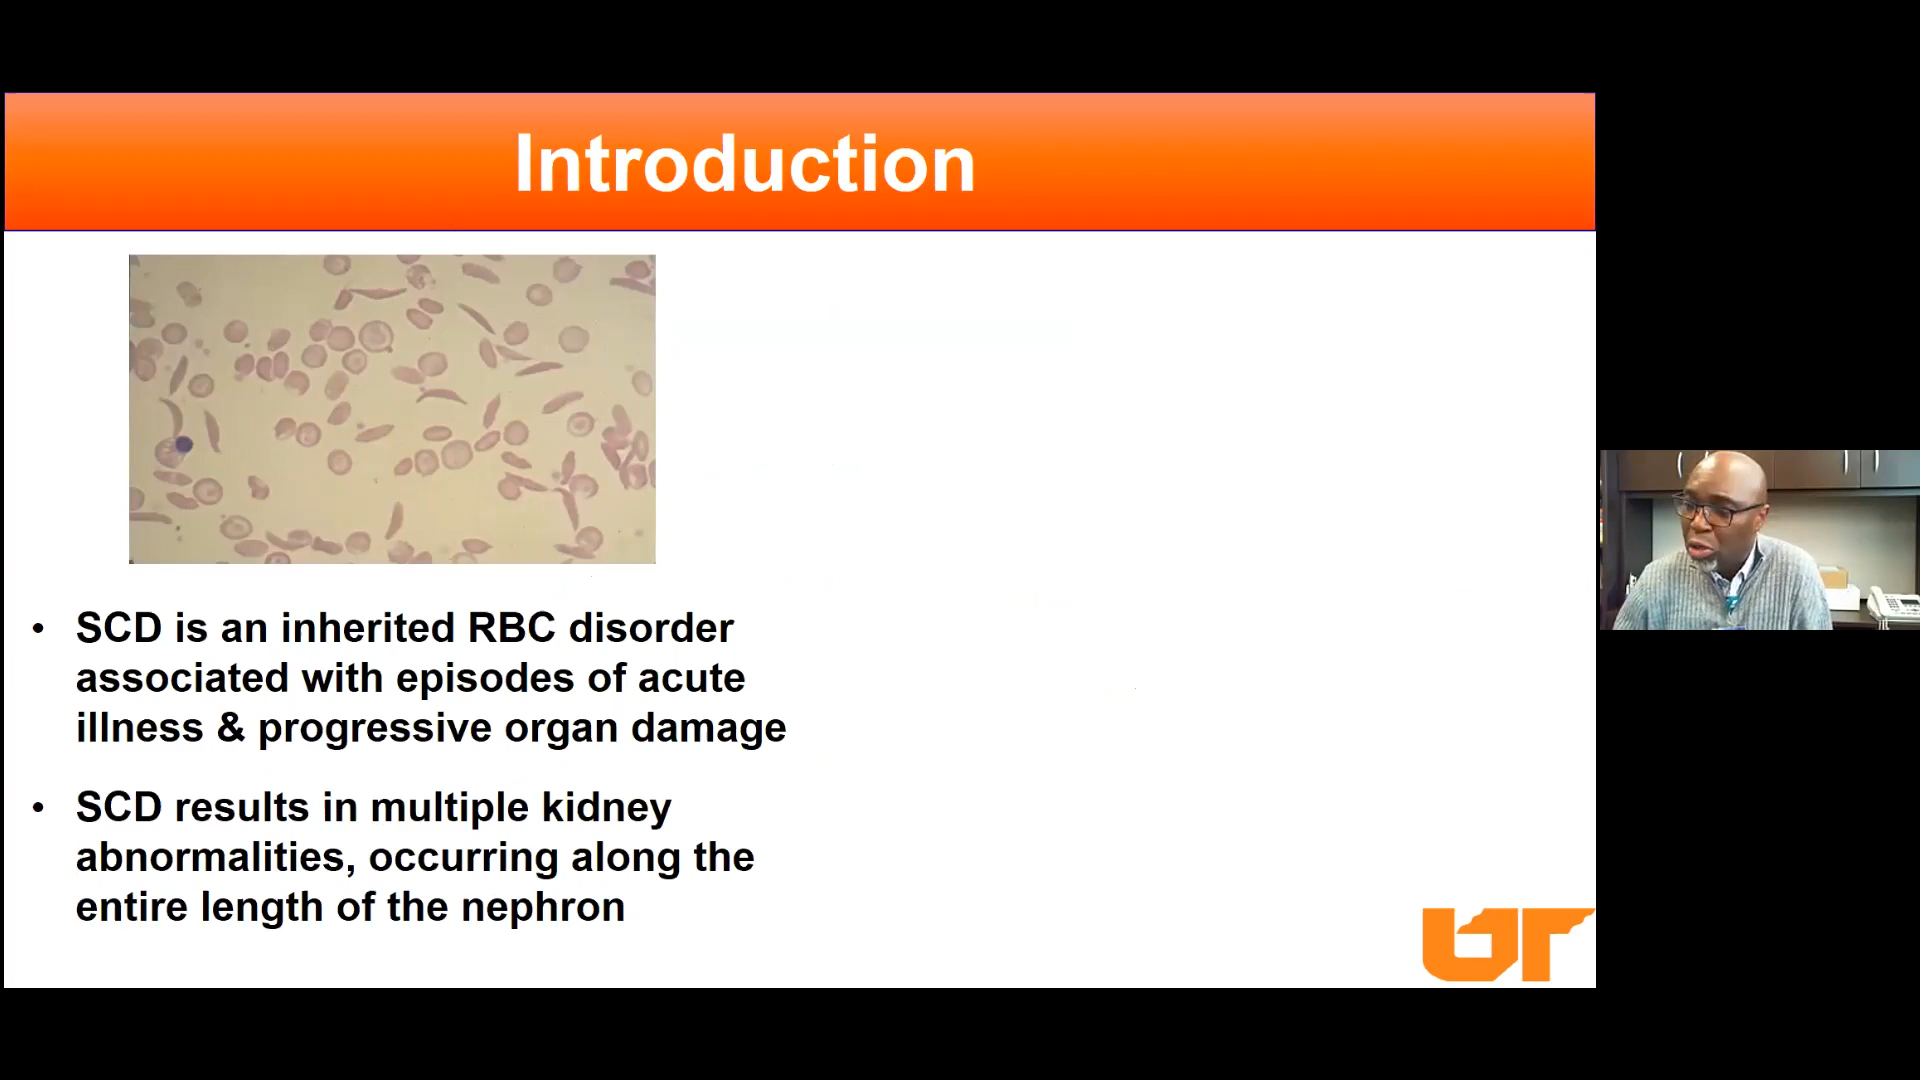 Introduction
• SCD is an inherited RBC disorder
associated with episodes of acute
illness & progressive organ damage
• SCD results in multiple kidney
abnormalities, occurring along the
entire length of the nephron
UT